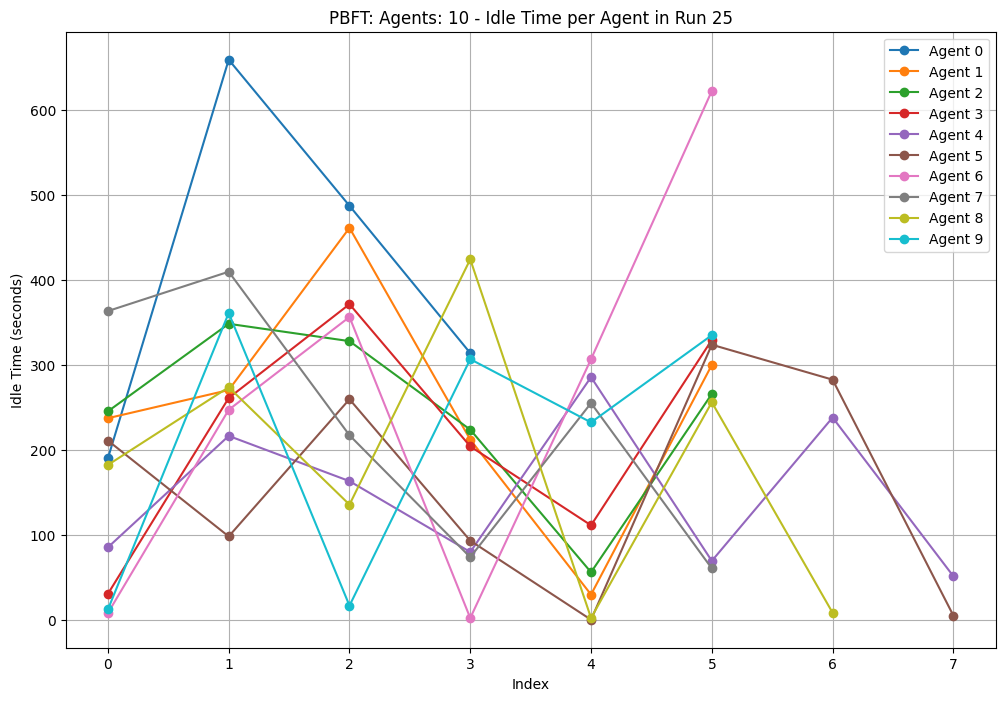 PBFT: Agents: 10 - Idle Time per Agent in Run 25
Idle Time (seconds)
600
500
400
300
200
100
0
0 1 2 3 4 5 6 7
Index
Agent 0
Agent 1
Agent 2
Agent 3
Agent 4
Agent 5
Agent 6
Agent 7
Agent 8
Agent 9